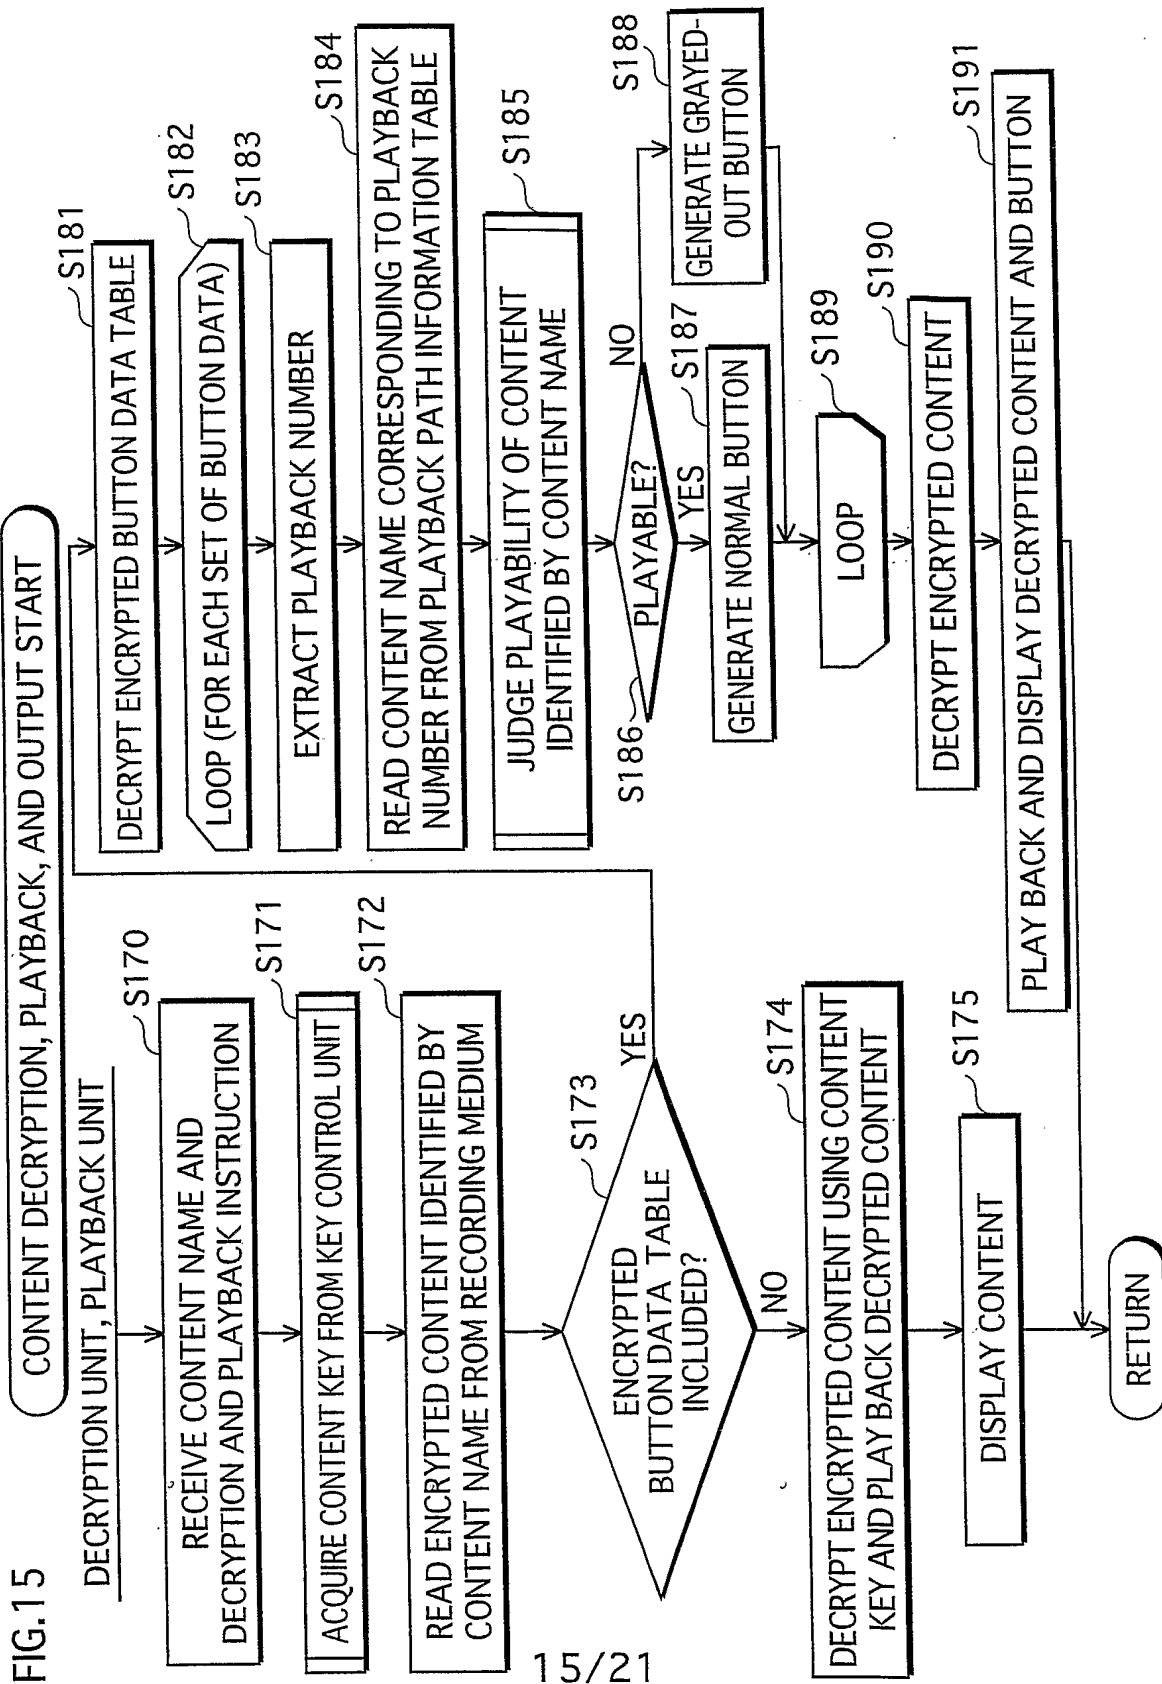 FIG.15
CONTENT DECRYPTION, PLAYBACK, AND OUTPUT START
DECRYPTION UNIT, PLAYBACK UNIT
S170
RECEIVE CONTENT NAME AND
DECRYPTION AND PLAYBACK INSTRUCTION
S171
ACQUIRE CONTENT KEY FROM KEY CONTROL UNIT
S172
READ ENCRYPTED CONTENT IDENTIFIED BY
CONTENT NAME FROM RECORDING MEDIUM
S173
ENCRYPTED
BUTTON DATA TABLE
INCLUDED?
YES
NO
S174
DECRYPT ENCRYPTED CONTENT USING CONTENT
KEY AND PLAY BACK DECRYPTED CONTENT
S175
DISPLAY CONTENT
RETURN
S181
DECRYPT ENCRYPTED BUTTON DATA TABLE
S182
LOOP (FOR EACH SET OF BUTTON DATA)
S183
EXTRACT PLAYBACK NUMBER
S184
READ CONTENT NAME CORRESPONDING TO PLAYBACK
NUMBER FROM PLAYBACK PATH INFORMATION TABLE
S185
JUDGE PLAYABILITY OF CONTENT
IDENTIFIED BY CONTENT NAME
S186
PLAYABLE?
NO
YES
S187
GENERATE NORMAL BUTTON
S188
GENERATE GRAYED-
OUT BUTTON
S189
LOOP
S190
DECRYPT ENCRYPTED CONTENT
S191
PLAY BACK AND DISPLAY DECRYPTED CONTENT AND BUTTON
15/21